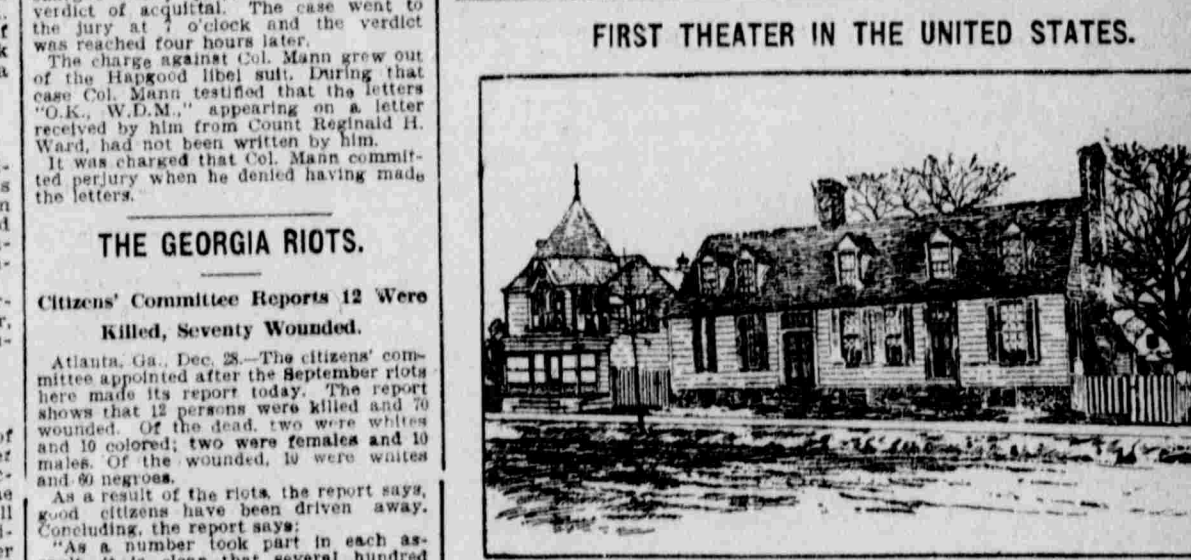 verdict of acquittal. The case went to
the jury at 7 o'clock and the verdict
was reached four hours later.
The charge against Col. Mann grew out
of the Hapgood libel suit. During that
case Col. Mann testified that the letters
"O.K., W.D.M.," appearing on a letter
received by him from Count Reginald H.
Ward, had not been written by him.
It was charged that Col. Mann commit-
ted perjury when he denied having made
the letters.
THE GEORGIA RIOTS.
Citizens' Committee Reports 12 Were
Killed, Seventy Wounded.
Atlanta, Ga., Dec. 28.—The citizens' com-
mittee appointed after the September riots
here made its report today. The report
shows that 12 persons were killed and 70
wounded. Of the dead, two were whites
and 10 colored; two were females and 10
males. Of the wounded, 10 were whites
and 60 negroes.
As a result of the riots, the report says,
good citizens have been driven away.
Concluding, the report says:
"As a number took part in each as-
several hundred
FIRST THEATER IN THE UNITED STATES.